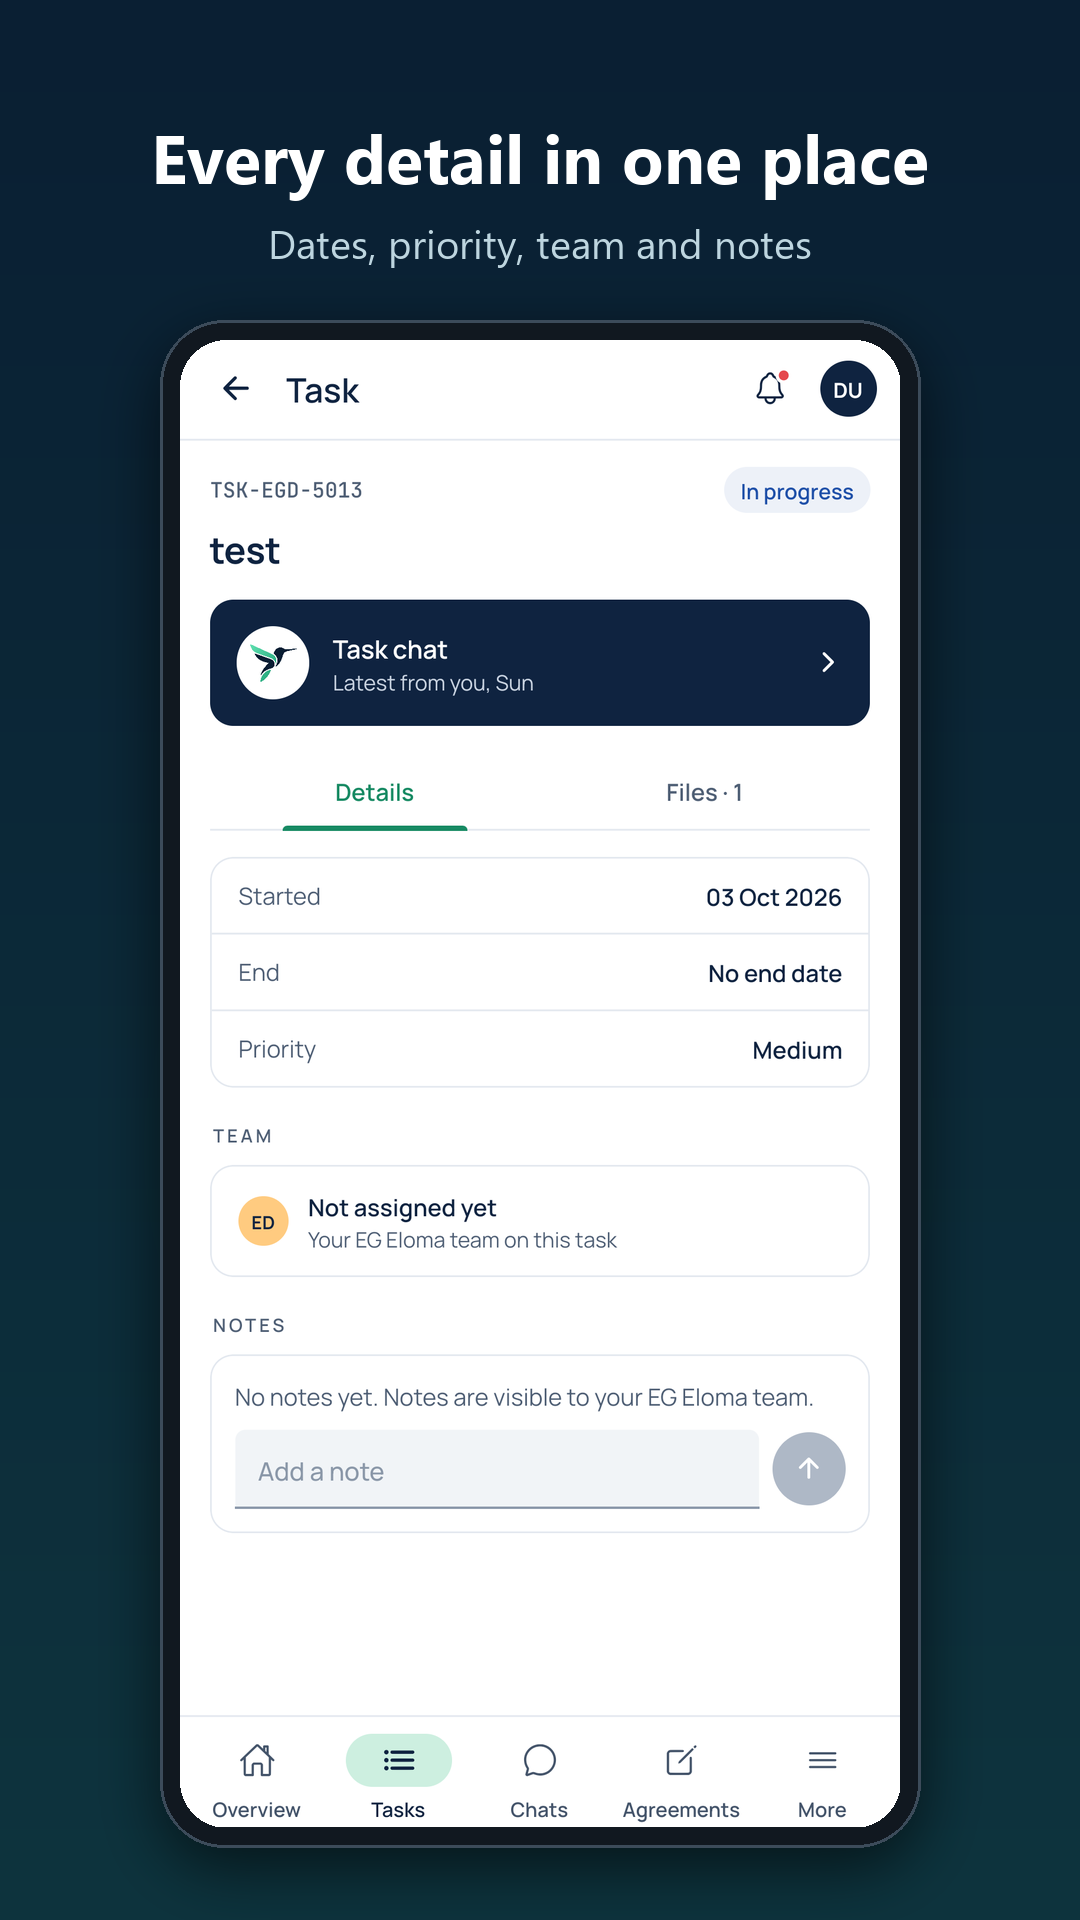 Every detail in one place
Dates, priority, team and notes
Task
DU
TSK-EGD-5013
In progress
test
Task chat
Latest from you, Sun
Details
Files · 1
Started
03 Oct 2026
End
No end date
Priority
Medium
TEAM
ED
Not assigned yet
Your EG Eloma team on this task
NOTES
No notes yet. Notes are visible to your EG Eloma team.
Add a note
Overview
Tasks
Chats
Agreements
More